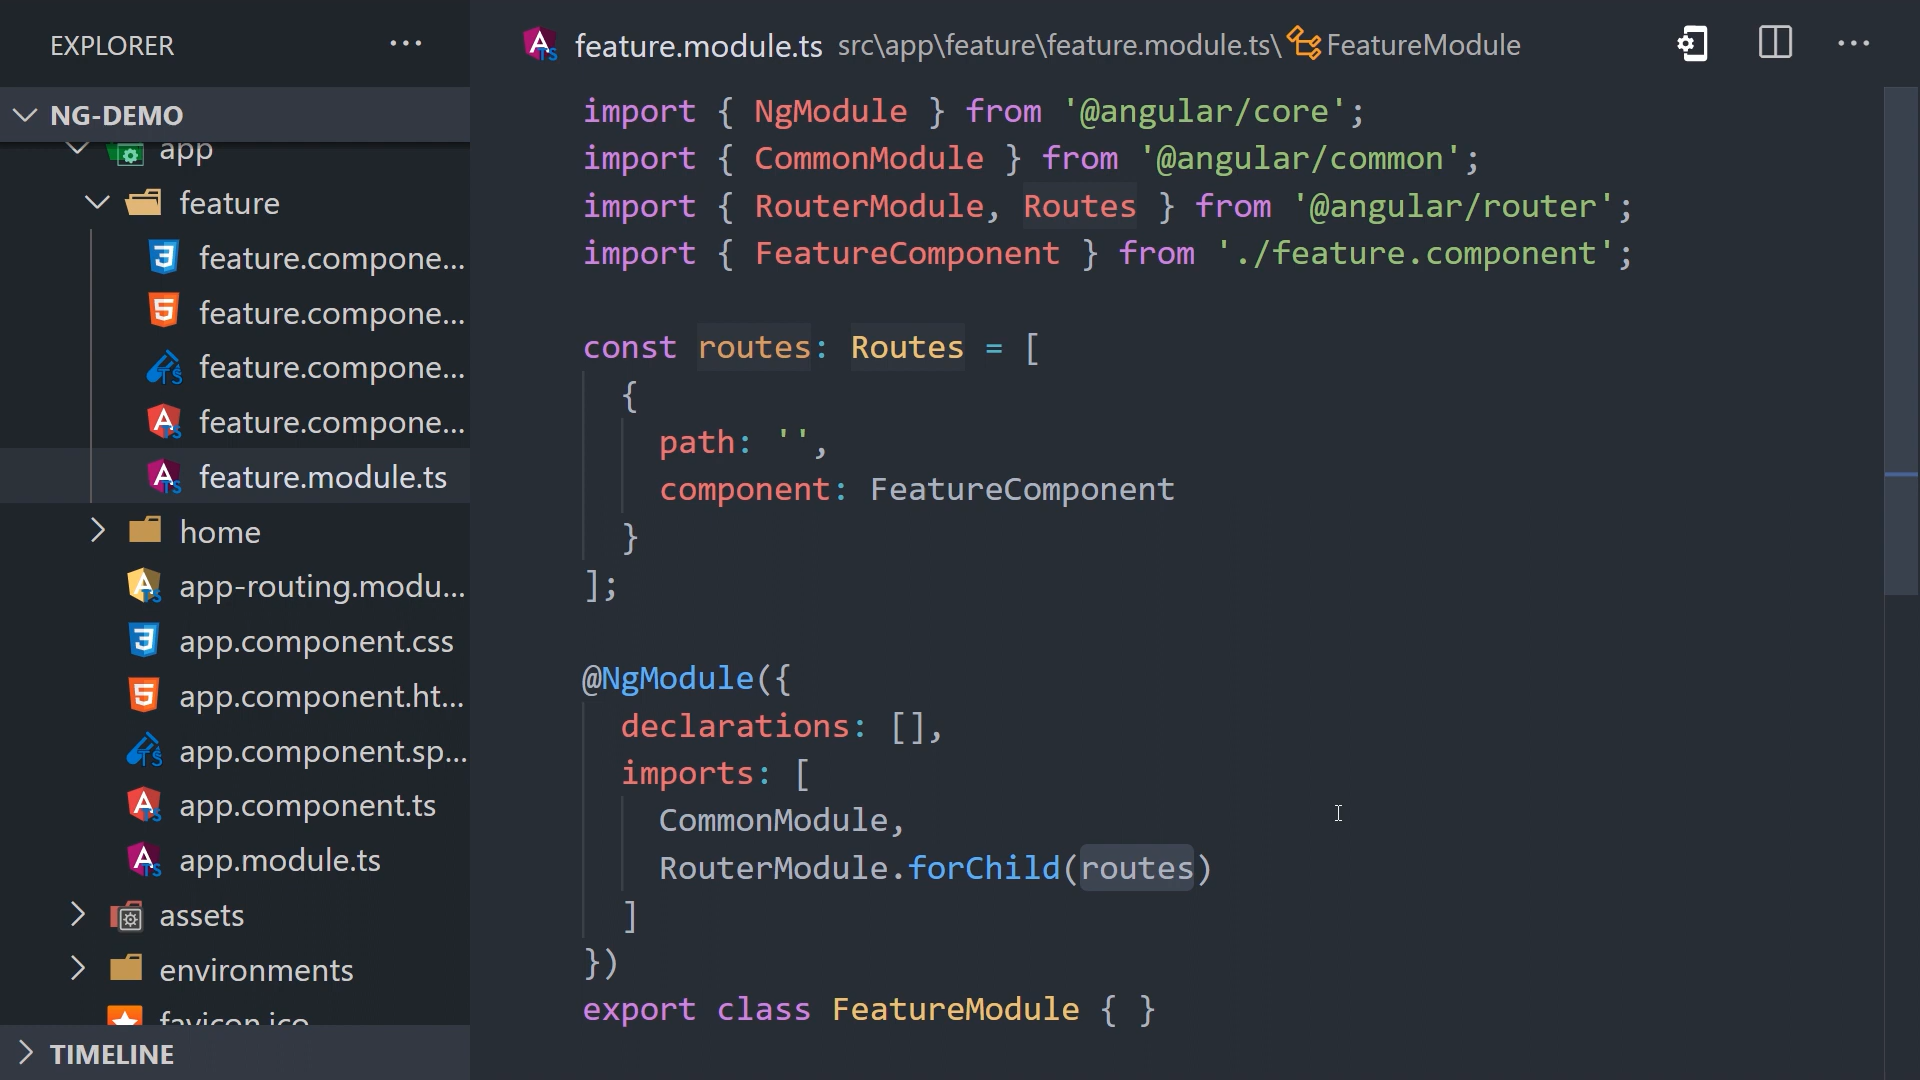 EXPLORER
NG-DEMO
app
feature
feature.compone...
feature.compone...
feature.compone...
feature.compone...
feature.module.ts
home
app-routing.modu...
app.component.css
app.component.ht...
app.component.sp...
app.component.ts
app.module.ts
assets
environments
favicon.ico
TIMELINE
feature.module.ts src\app\feature\feature.module.ts\ FeatureModule
import { NgModule } from '@angular/core';
import { CommonModule } from '@angular/common';
import { RouterModule, Routes } from '@angular/router';
import { FeatureComponent } from './feature.component';
const routes: Routes = [
{
path: '',
component: FeatureComponent
}
];
@NgModule({
declarations: [],
imports: [
CommonModule,
RouterModule.forChild(routes)
]
})
export class FeatureModule { }